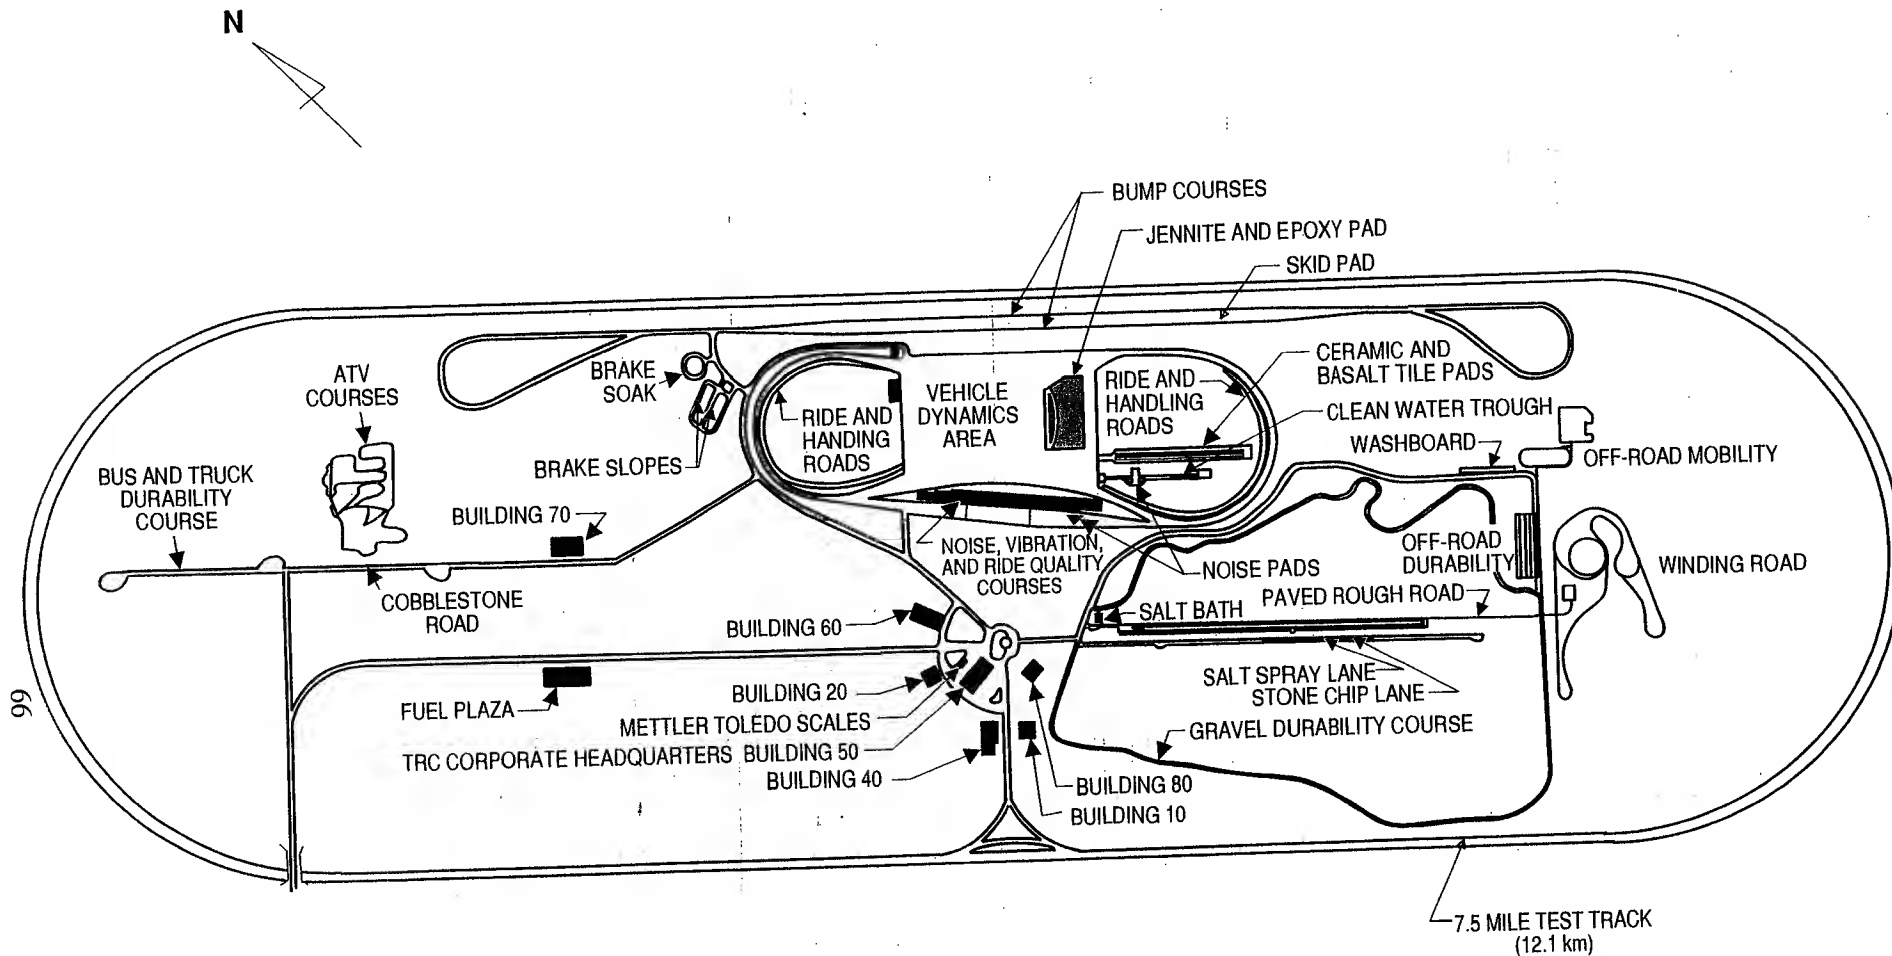 N
BUMP COURSES
JENNITE AND EPOXY PAD
SKID PAD
CERAMIC AND
BASALT TILE PADS
CLEAN WATER TROUGH
WASHBOARD
OFF-ROAD MOBILITY
BRAKE
SOAK
ATV
COURSES
RIDE AND
HANDING
ROADS
VEHICLE
DYNAMICS
AREA
RIDE AND
HANDLING
ROADS
BRAKE SLOPES
BUS AND TRUCK
DURABILITY
COURSE
BUILDING 70
NOISE, VIBRATION,
AND RIDE QUALITY
COURSES
NOISE PADS
OFF-ROAD
DURABILITY
WINDING ROAD
COBBLESTONE
ROAD
PAVED ROUGH ROAD
SALT BATH
BUILDING 60
SALT SPRAY LANE
STONE CHIP LANE
BUILDING 20
FUEL PLAZA
METTLER TOLEDO SCALES
GRAVEL DURABILITY COURSE
TRC CORPORATE HEADQUARTERS BUILDING 50
BUILDING 40
BUILDING 80
BUILDING 10
7.5 MILE TEST TRACK
(12.1 km)
66